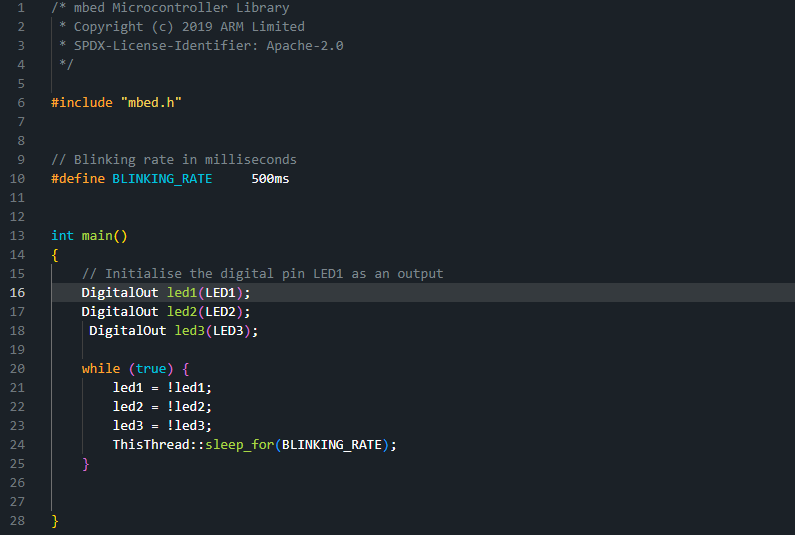 1 /* mbed Microcontroller Library
2  * Copyright (c) 2019 ARM Limited
3  * SPDX-License-Identifier: Apache-2.0
4  */
5
6 #include "mbed.h"
7
8
9 // Blinking rate in milliseconds
10 #define BLINKING_RATE     500ms
11
12
13 int main()
14 {
15     // Initialise the digital pin LED1 as an output
16     DigitalOut led1(LED1);
17     DigitalOut led2(LED2);
18      DigitalOut led3(LED3);
19
20     while (true) {
21         led1 = !led1;
22         led2 = !led2;
23         led3 = !led3;
24         ThisThread::sleep_for(BLINKING_RATE);
25     }
26
27
28 }